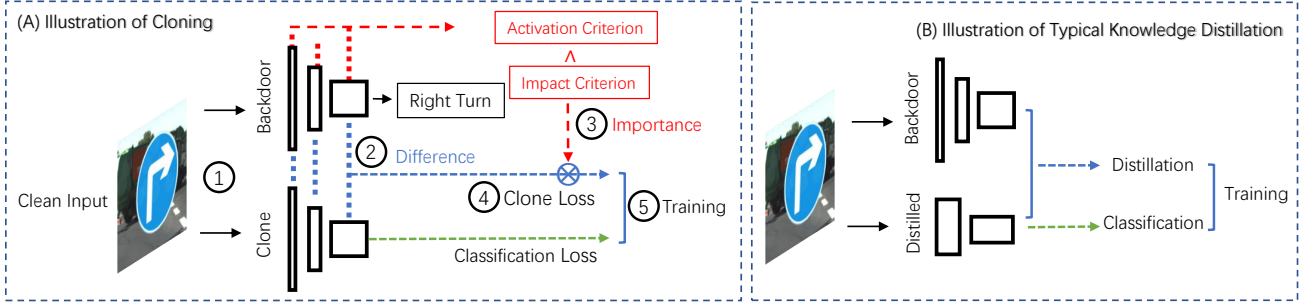 (A) Illustration of Cloning
Clean Input
①
Backdoor
Clone
Right Turn
Activation Criterion
^
Impact Criterion
③ Importance
② Difference
④ Clone Loss
⑤ Training
Classification Loss
(B) Illustration of Typical Knowledge Distillation
Backdoor
Distilled
Distillation
Classification
Training